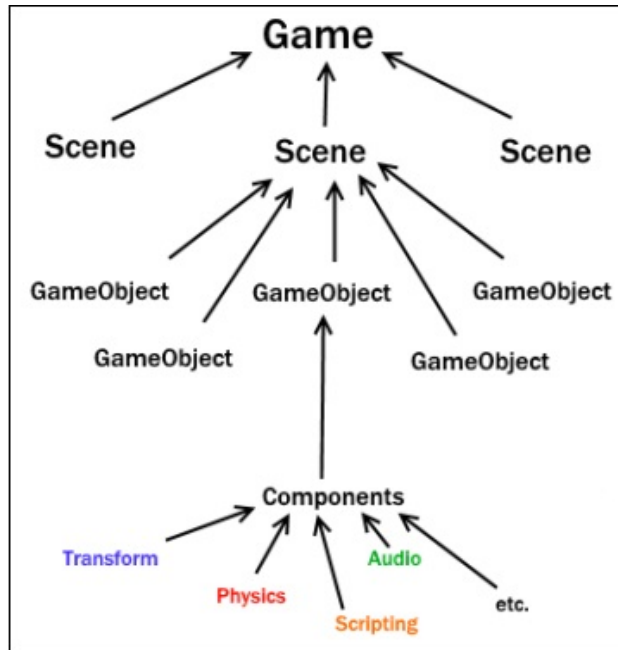 Game
Scene
Scene
Scene
GameObject
GameObject
GameObject
GameObject
GameObject
Components
Transform
Audio
Physics
etc.
Scripting